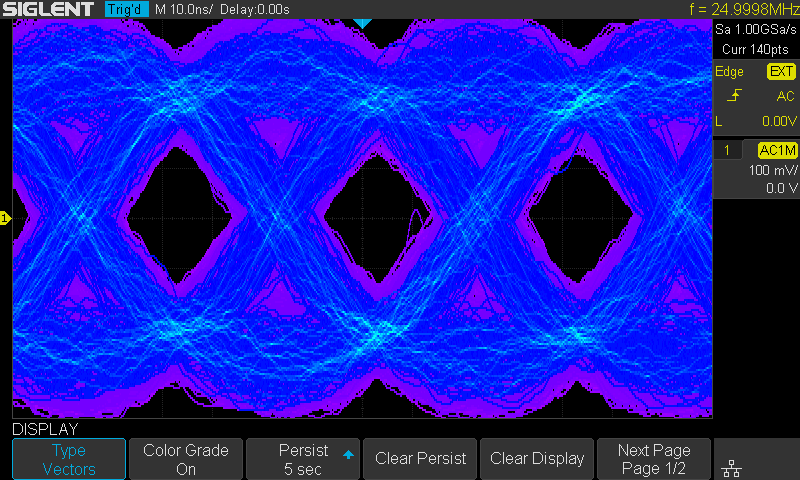 SIGLENT Trig'd M 10.0ns/ Delay:0.00s f = 24.9998MHz
Sa 1.00GSa/s
Curr 140pts
Edge EXT
AC
L 0.00V
1 AC1M
100 mV/
0.0 V
1
DISPLAY
Type
Vectors
Color Grade
On
Persist
5 sec
Clear Persist
Clear Display
Next Page
Page 1/2